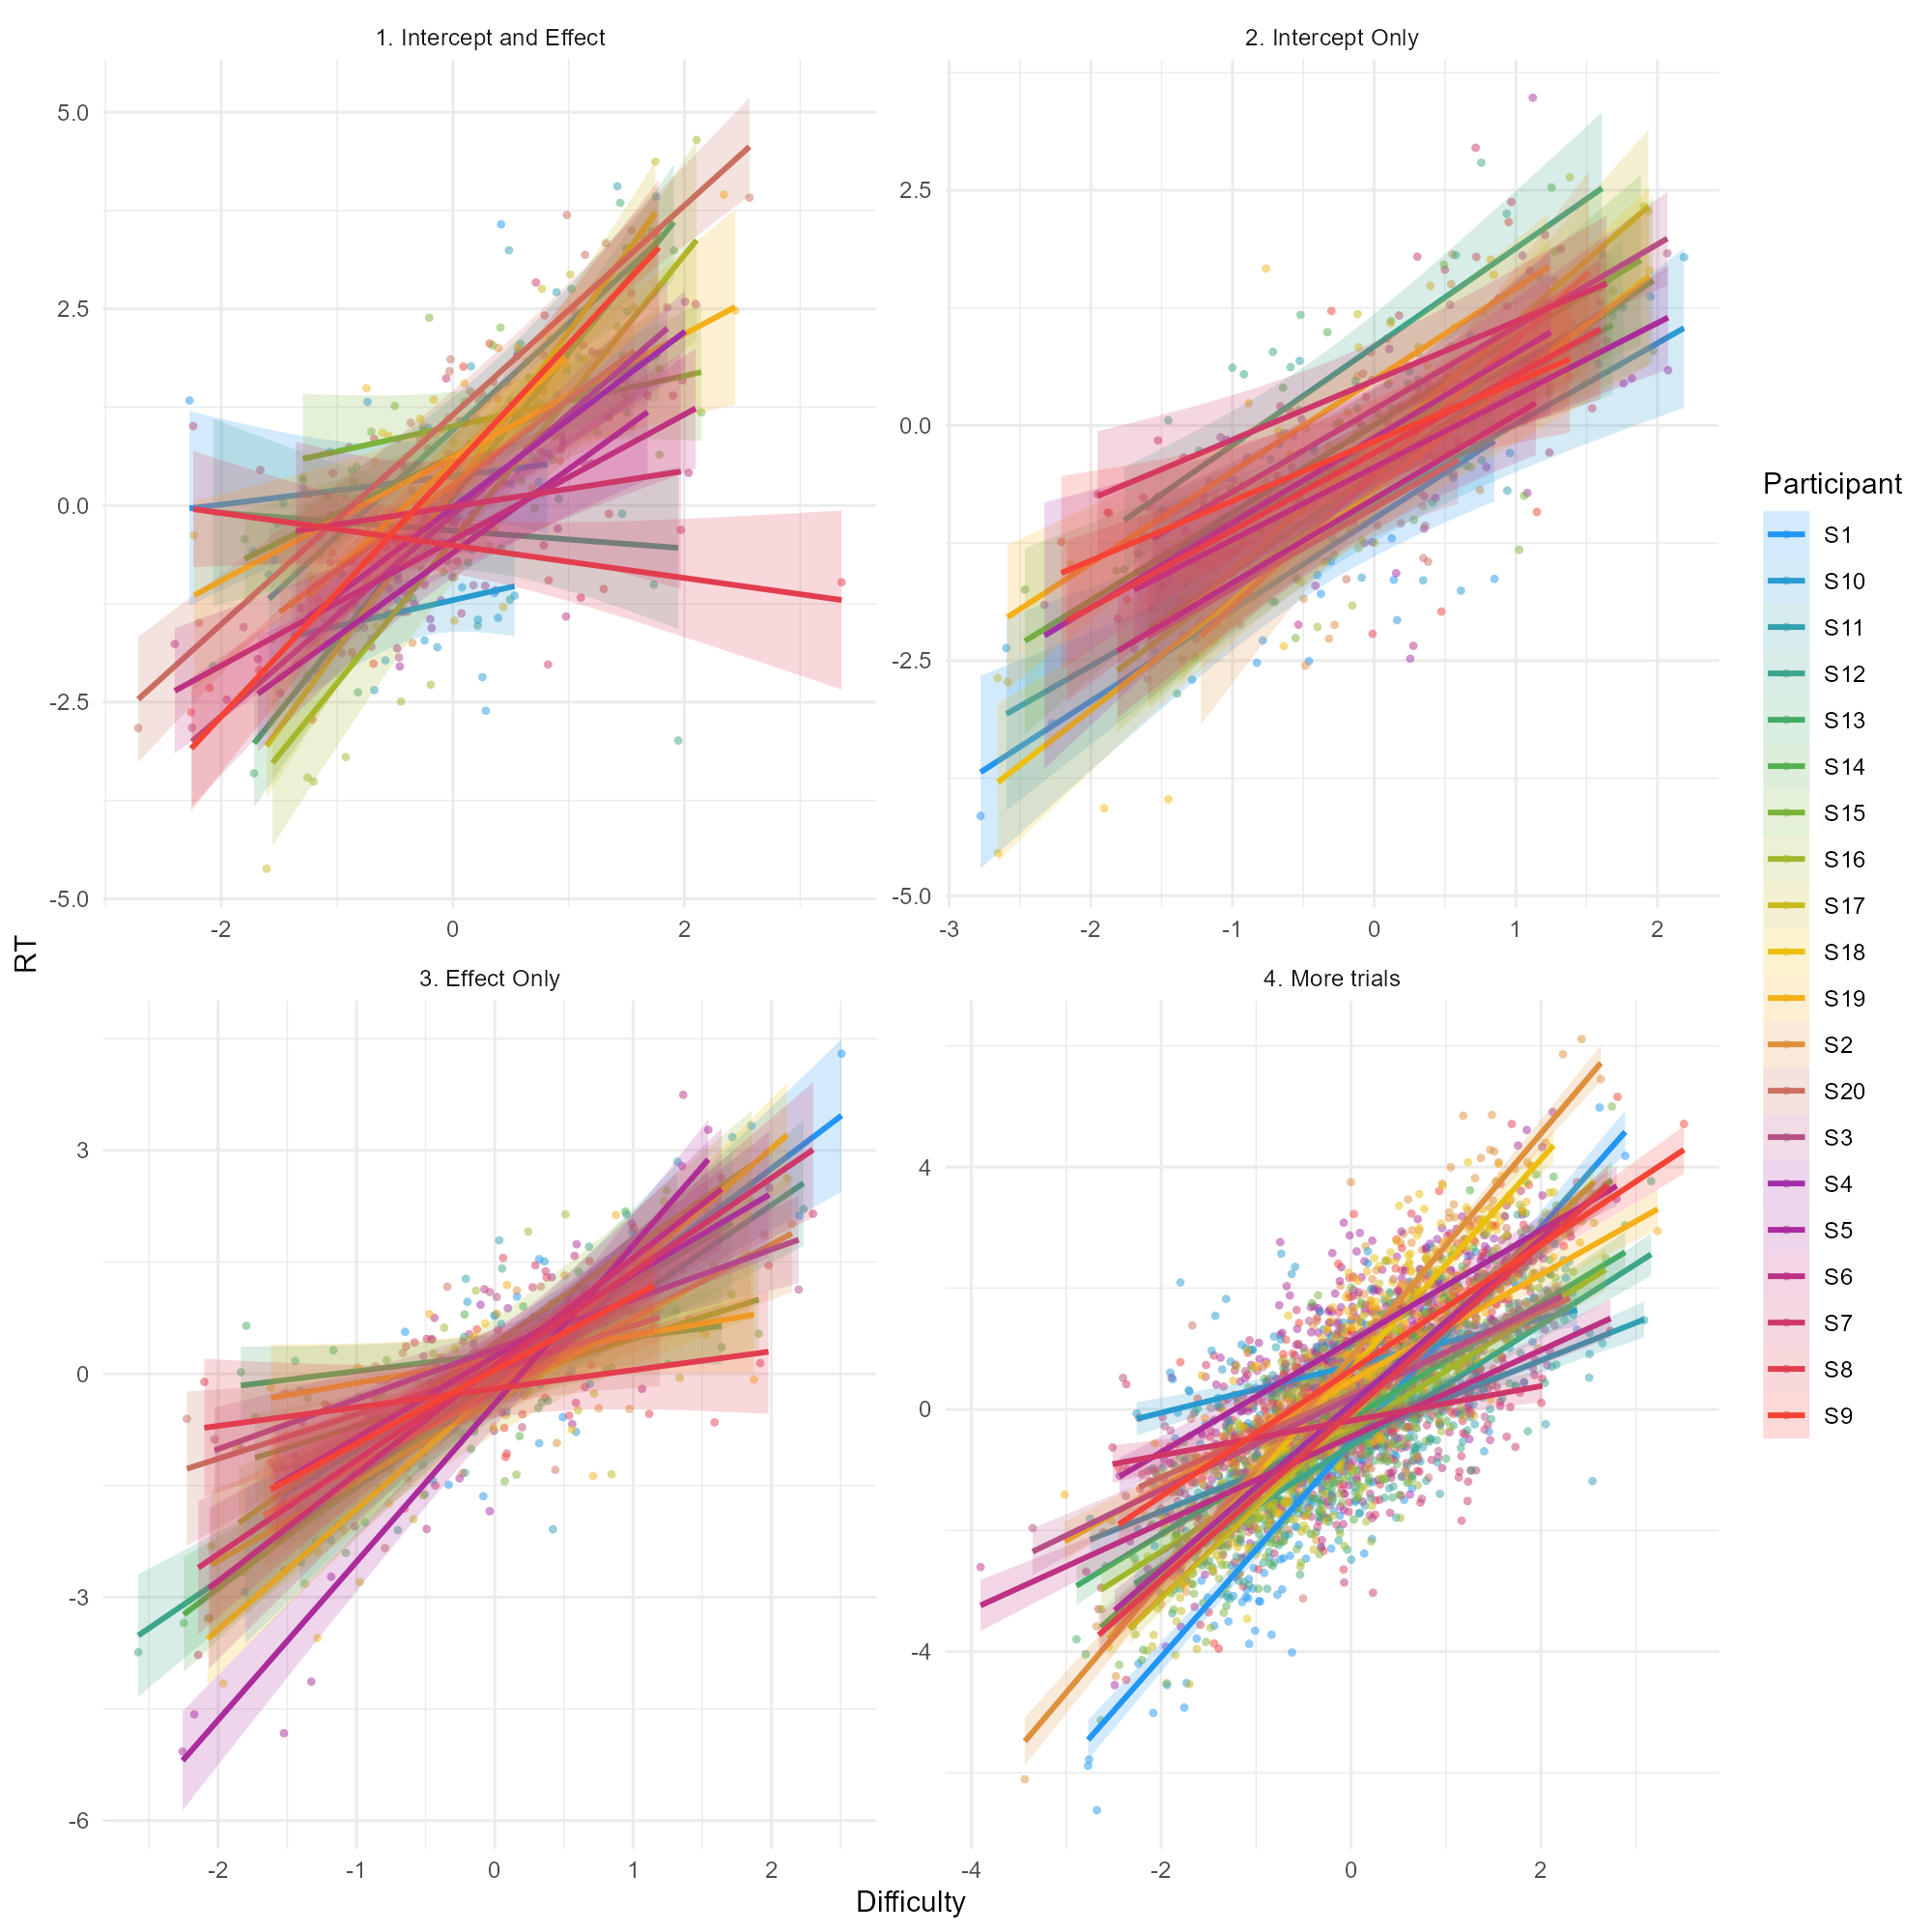 1. Intercept and Effect
2. Intercept Only
5.0
2.5
0.0
-2.5
-5.0
2.5
0.0
-2.5
-5.0
-2
0
2
-3
-2
-1
0
1
2
RT
3. Effect Only
4. More trials
3
0
-3
-6
4
0
-4
-2
-1
0
1
2
-4
-2
0
2
Difficulty
Participant
S1
S10
S11
S12
S13
S14
S15
S16
S17
S18
S19
S2
S20
S3
S4
S5
S6
S7
S8
S9